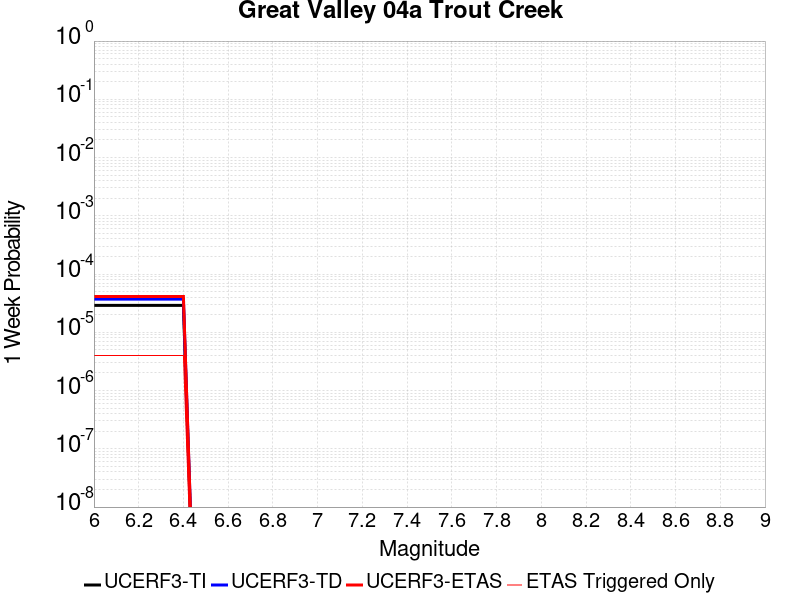 Great Valley 04a Trout Creek
10^0
10^-1
10^-2
10^-3
10^-4
10^-5
10^-6
10^-7
10^-8
1 Week Probability
6 6.2 6.4 6.6 6.8 7 7.2 7.4 7.6 7.8 8 8.2 8.4 8.6 8.8 9
Magnitude
UCERF3-TI UCERF3-TD UCERF3-ETAS ETAS Triggered Only